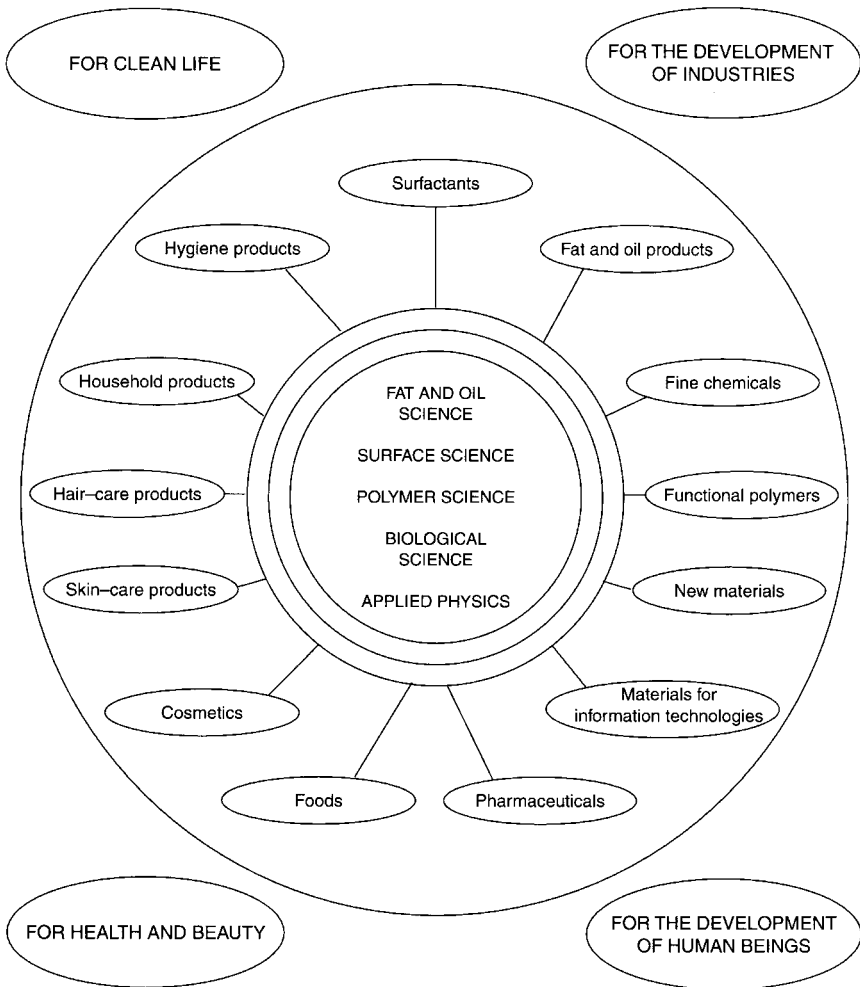 FOR CLEAN LIFE
FOR THE DEVELOPMENT
OF INDUSTRIES
Surfactants
Hygiene products
Fat and oil products
Household products
Fine chemicals
FAT AND OIL
SCIENCE
SURFACE SCIENCE
POLYMER SCIENCE
BIOLOGICAL
SCIENCE
APPLIED PHYSICS
Hair–care products
Functional polymers
Skin–care products
New materials
Cosmetics
Materials for
information technologies
Foods
Pharmaceuticals
FOR HEALTH AND BEAUTY
FOR THE DEVELOPMENT
OF HUMAN BEINGS